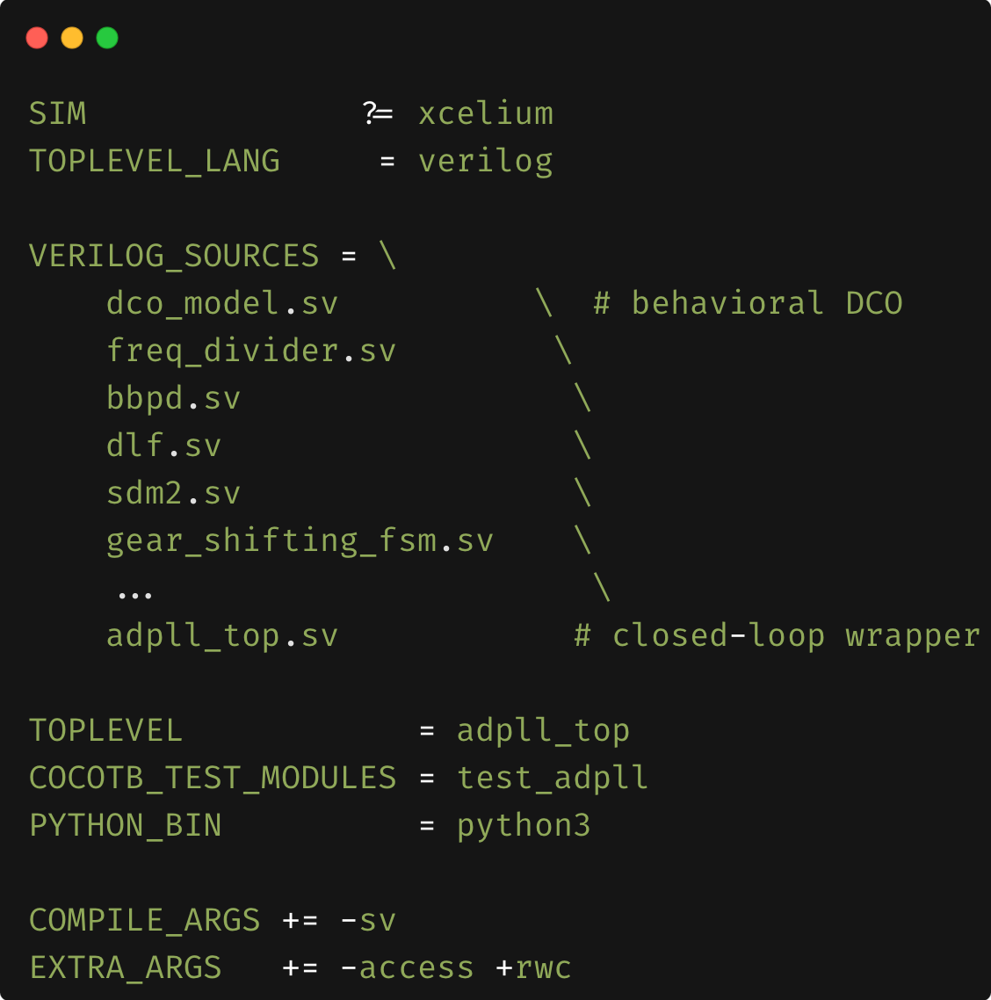 SIM              ?= xcelium
TOPLEVEL_LANG     = verilog
VERILOG_SOURCES = \
    dco_model.sv          \  # behavioral DCO
    freq_divider.sv        \
    bbpd.sv                 \
    dlf.sv                  \
    sdm2.sv                 \
    gear_shifting_fsm.sv    \
    ...                      \
    adpll_top.sv            # closed-loop wrapper
TOPLEVEL            = adpll_top
COCOTB_TEST_MODULES = test_adpll
PYTHON_BIN          = python3
COMPILE_ARGS += -sv
EXTRA_ARGS   += -access +rwc